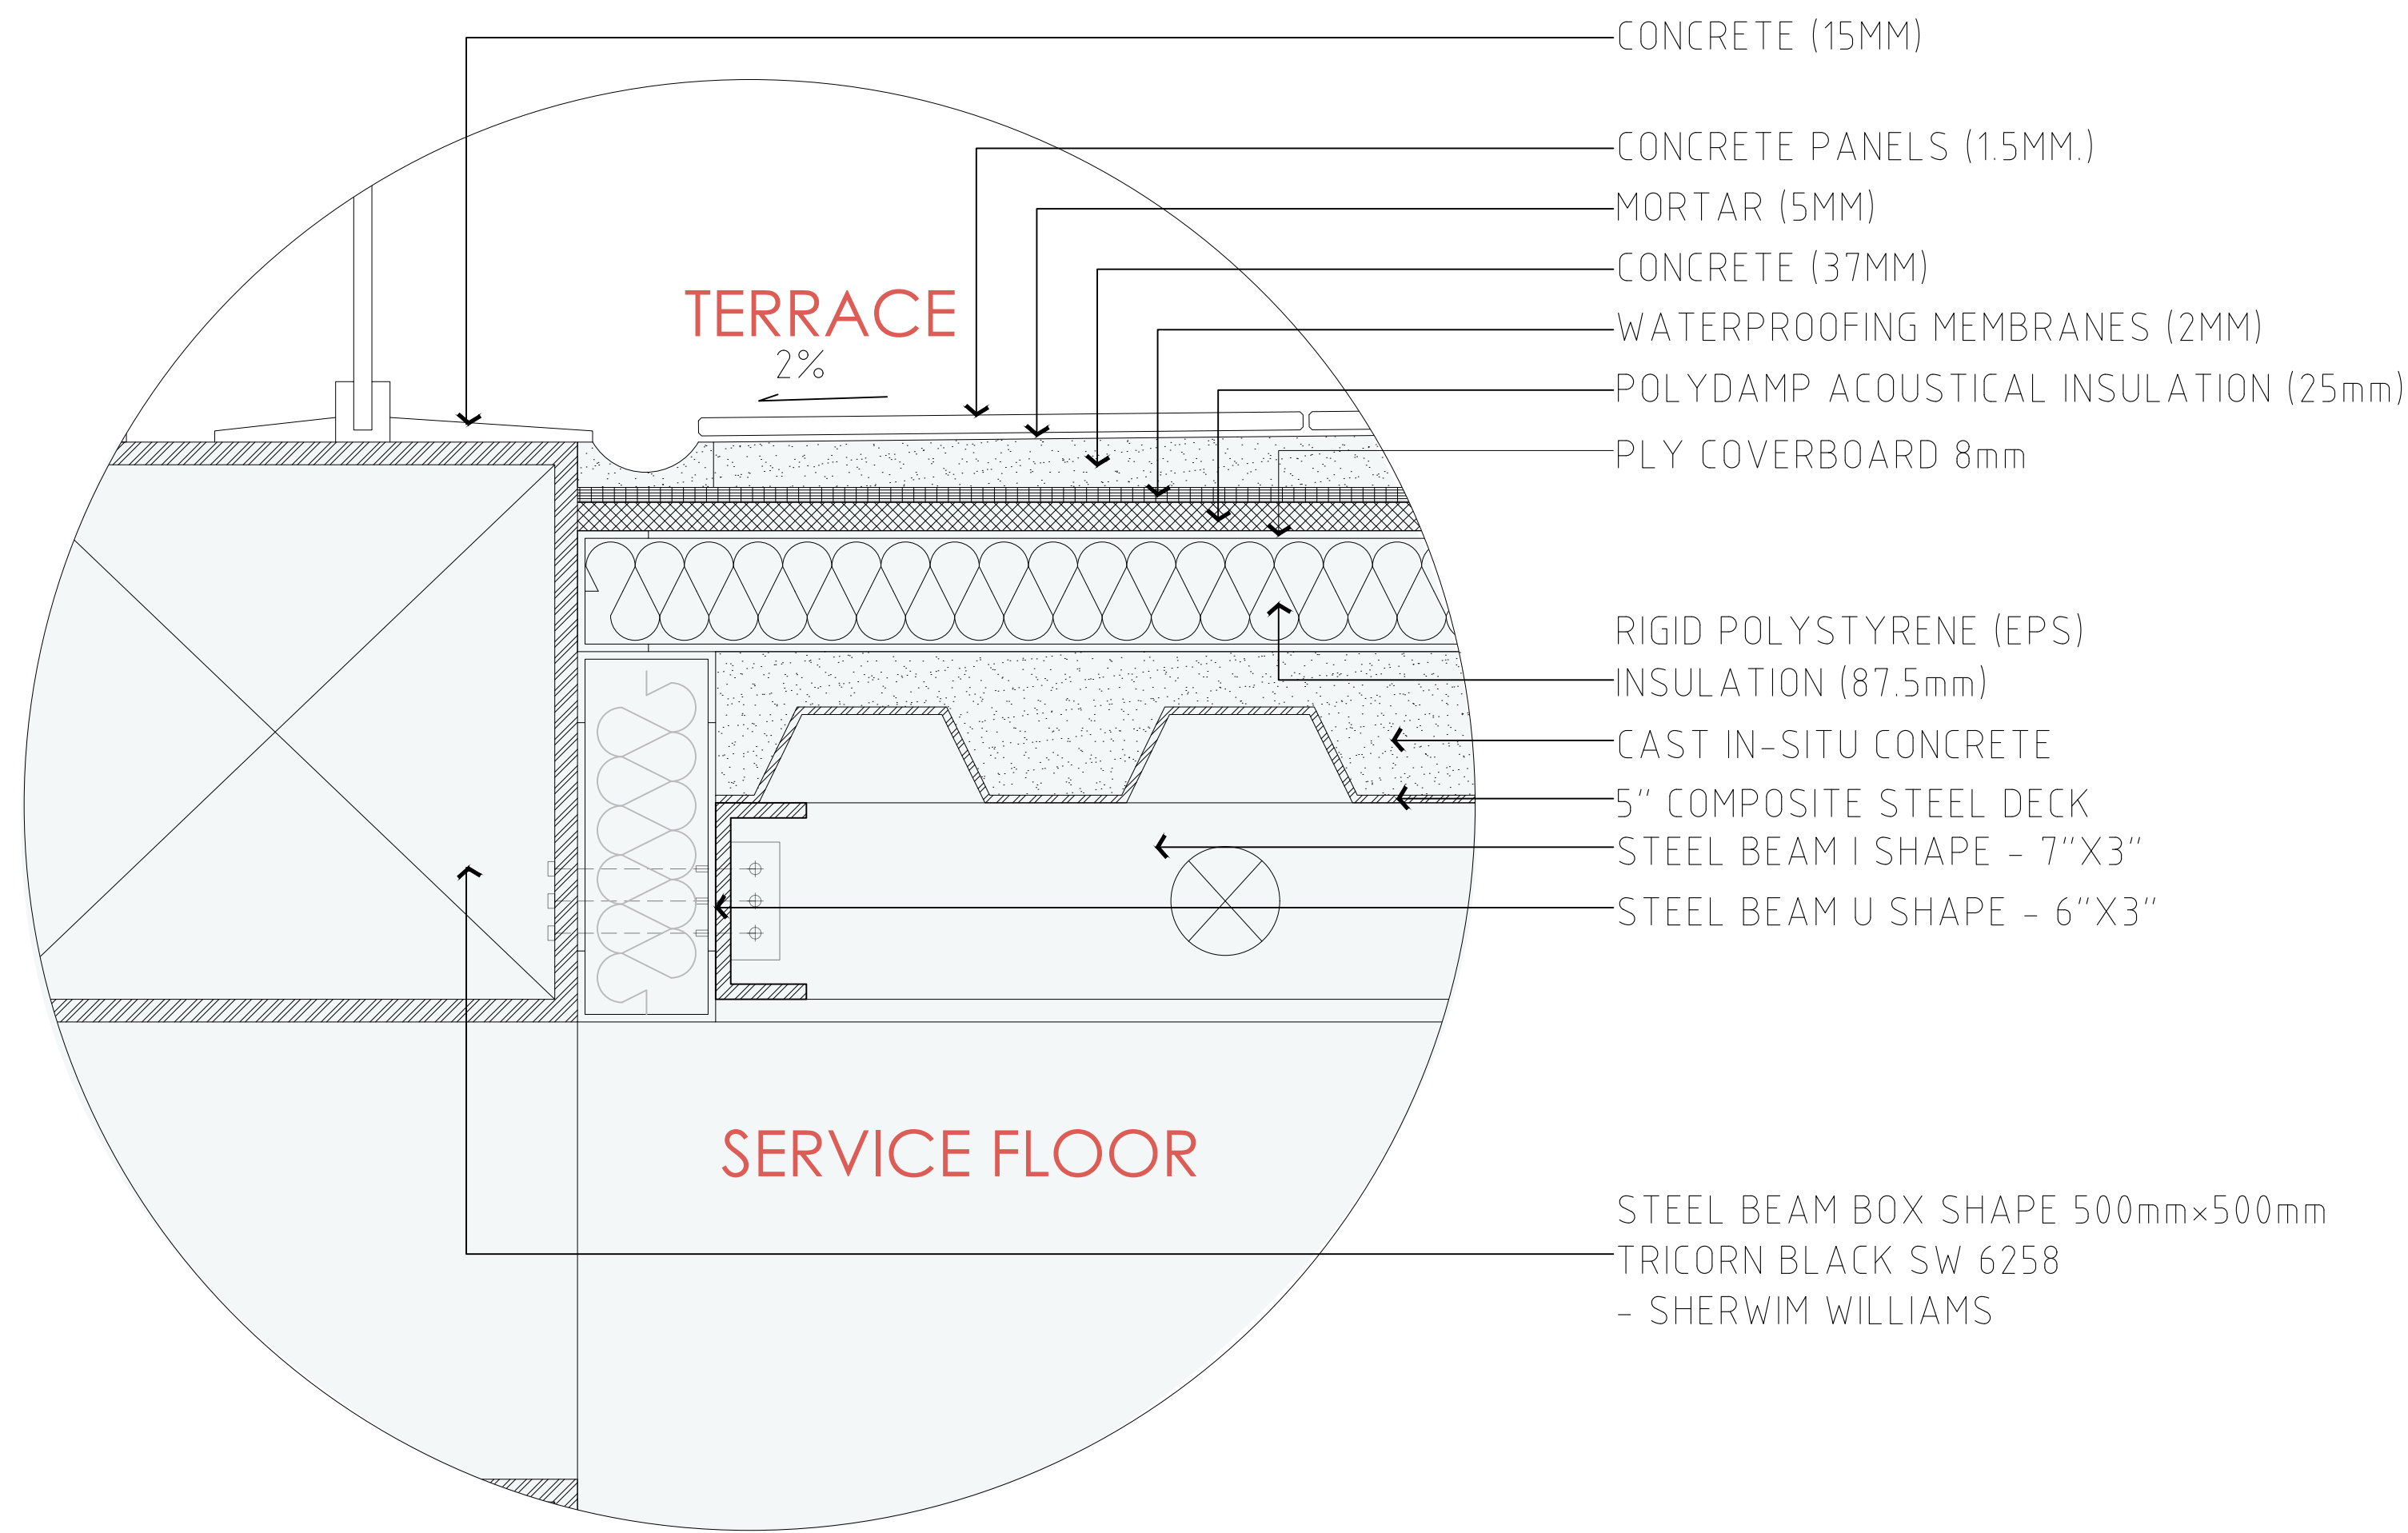 CONCRETE (15MM)
CONCRETE PANELS (1.5MM.)
MORTAR (5MM)
CONCRETE (37MM)
WATERPROOFING MEMBRANES (2MM)
POLYDAMP ACOUSTICAL INSULATION (25mm)
PLY COVERBOARD 8mm
TERRACE
2%
RIGID POLYSTYRENE (EPS)
INSULATION (87.5mm)
CAST IN-SITU CONCRETE
5" COMPOSITE STEEL DECK
STEEL BEAM I SHAPE - 7"X3"
STEEL BEAM U SHAPE - 6"X3"
SERVICE FLOOR
STEEL BEAM BOX SHAPE 500mm×500mm
TRICORN BLACK SW 6258
- SHERWIM WILLIAMS